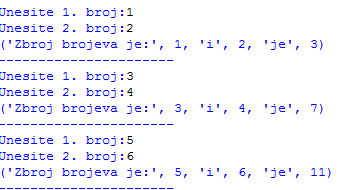 Unesite 1. broj:1
Unesite 2. broj:2
('Zbroj brojeva je:', 1, 'i', 2, 'je', 3)
----------------------
Unesite 1. broj:3
Unesite 2. broj:4
('Zbroj brojeva je:', 3, 'i', 4, 'je', 7)
----------------------
Unesite 1. broj:5
Unesite 2. broj:6
('Zbroj brojeva je:', 5, 'i', 6, 'je', 11)
----------------------